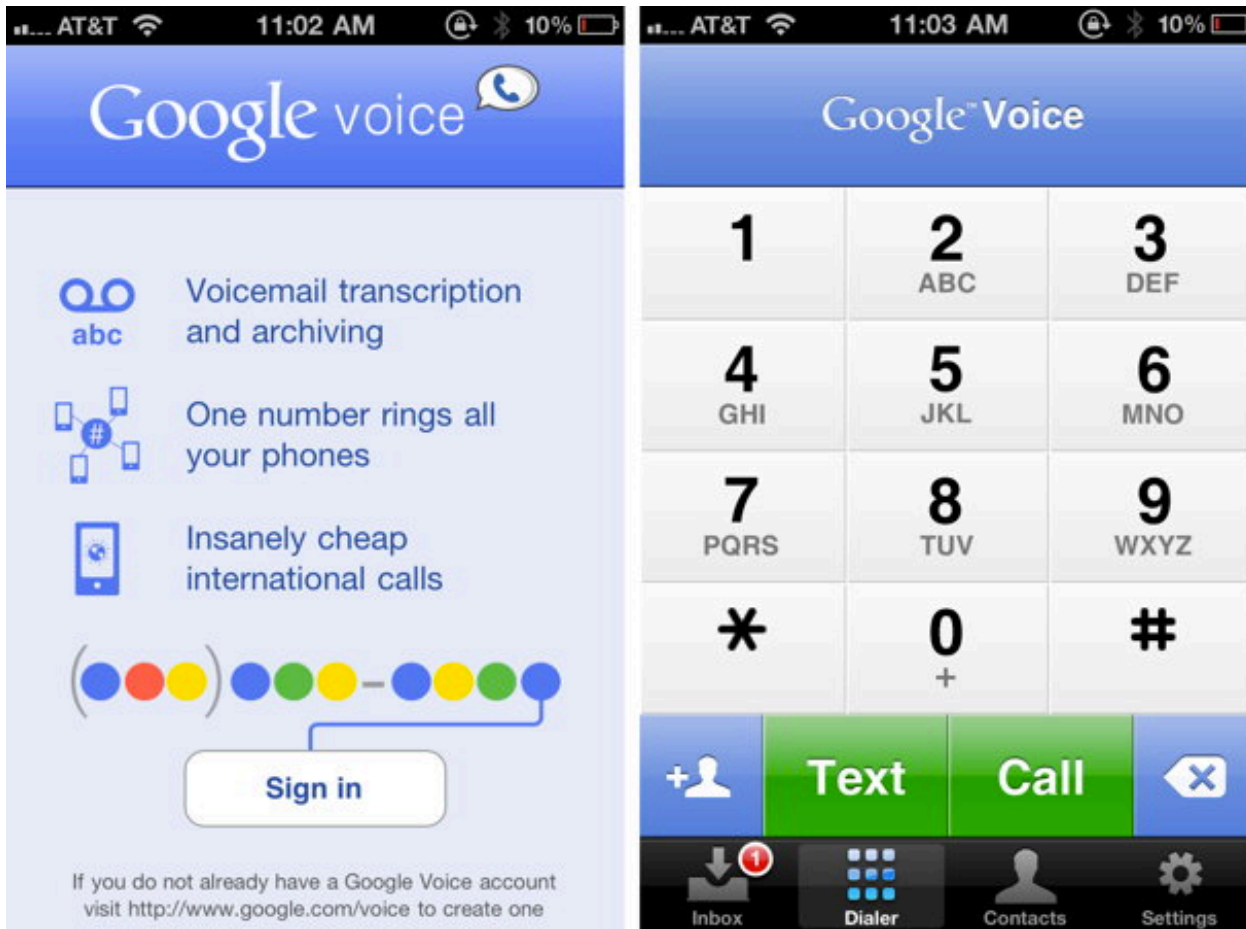 AT&T 11:02 AM 10%
Google voice
Voicemail transcription
and archiving
abc
One number rings all
your phones
#
Insanely cheap
international calls
Sign in
If you do not already have a Google Voice account
visit http://www.google.com/voice to create one
AT&T 11:03 AM 10%
Google™ Voice
1 2 3
ABC DEF
4 5 6
GHI JKL MNO
7 8 9
PQRS TUV WXYZ
* 0 #
+
+ Text Call
1
Inbox Dialer Contacts Settings